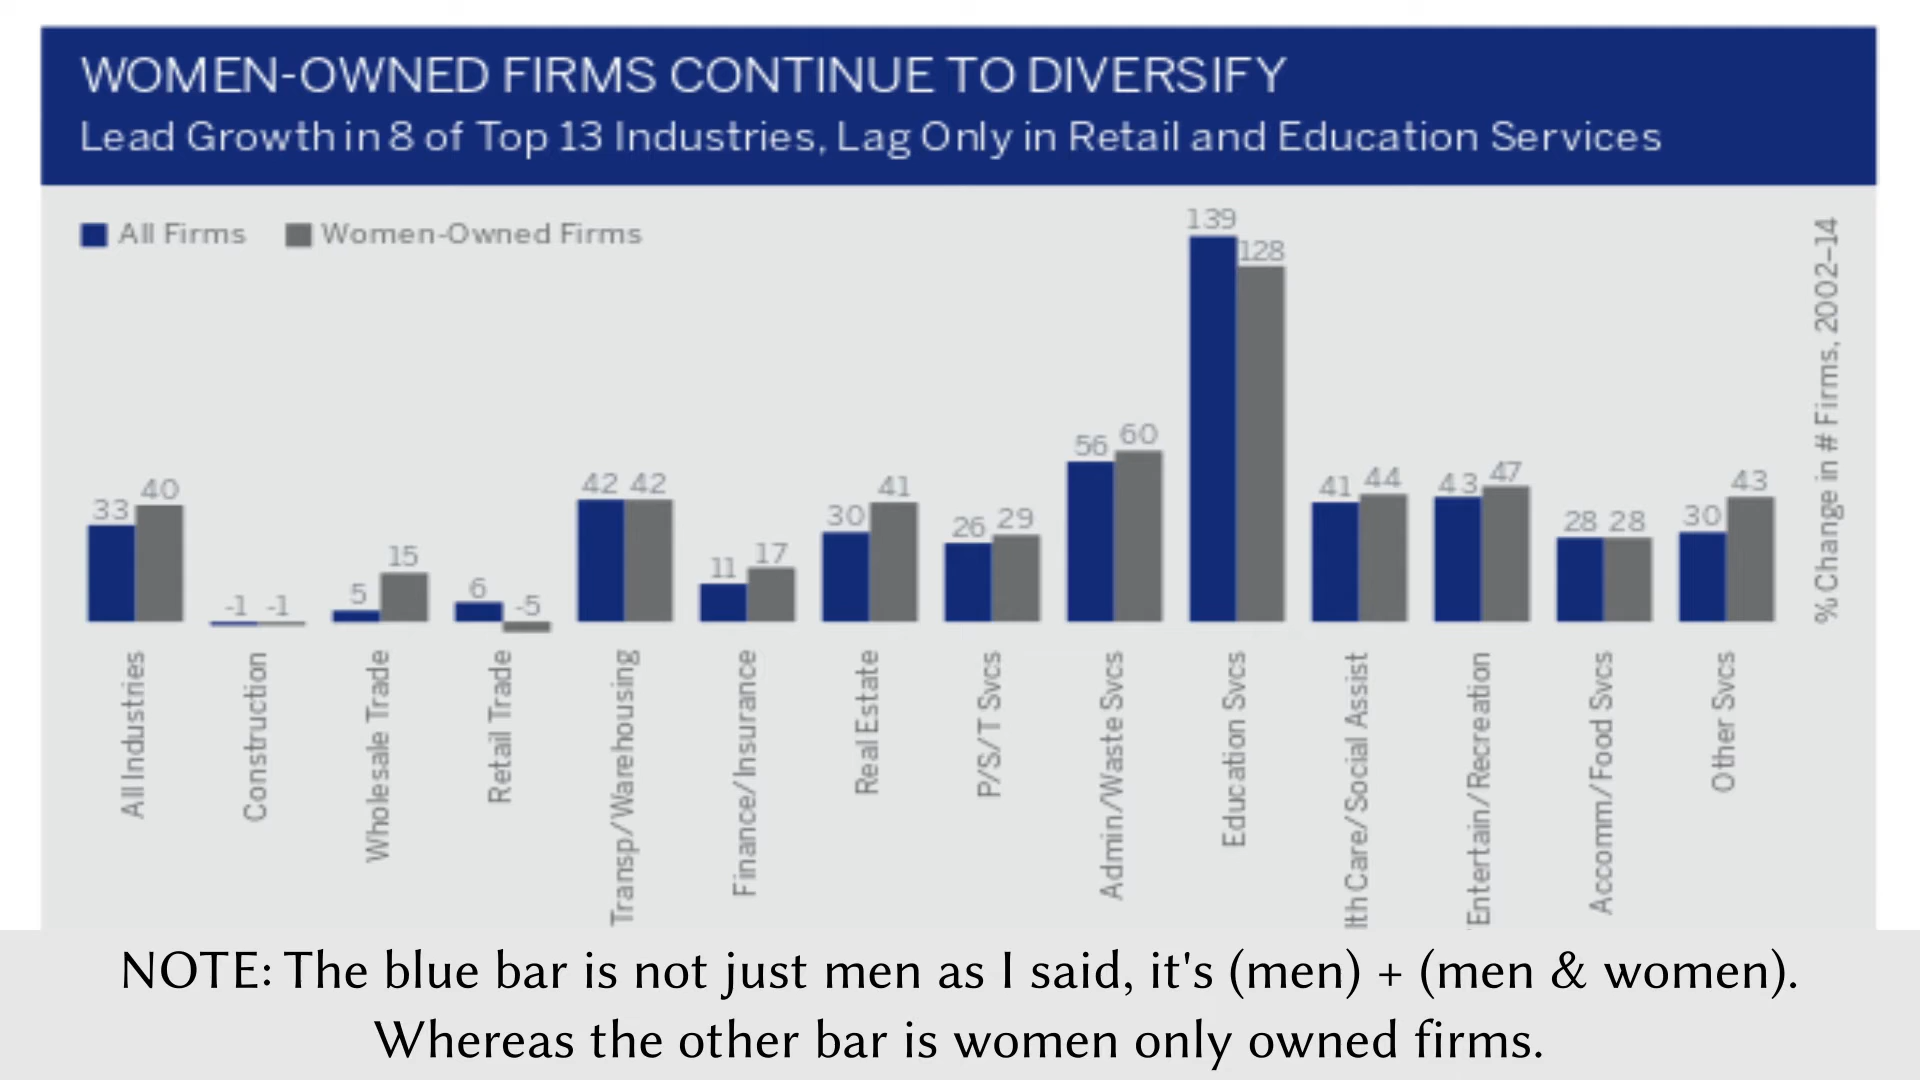 WOMEN-OWNED FIRMS CONTINUE TO DIVERSIFY
Lead Growth in 8 of Top 13 Industries, Lag Only in Retail and Education Services
All Firms
Women-Owned Firms
33 40
-1 -1
5 15
6 -5
42 42
11 17
30 41
26 29
56 60
139 128
41 44
43 47
28 28
30 43
% Change in # Firms, 2002–14
All Industries
Construction
Wholesale Trade
Retail Trade
Transp/Warehousing
Finance/Insurance
Real Estate
P/S/T Svcs
Admin/Waste Svcs
Education Svcs
lth Care/Social Assist
Entertain/Recreation
Accomm/Food Svcs
Other Svcs
NOTE: The blue bar is not just men as I said, it's (men) + (men & women).
Whereas the other bar is women only owned firms.